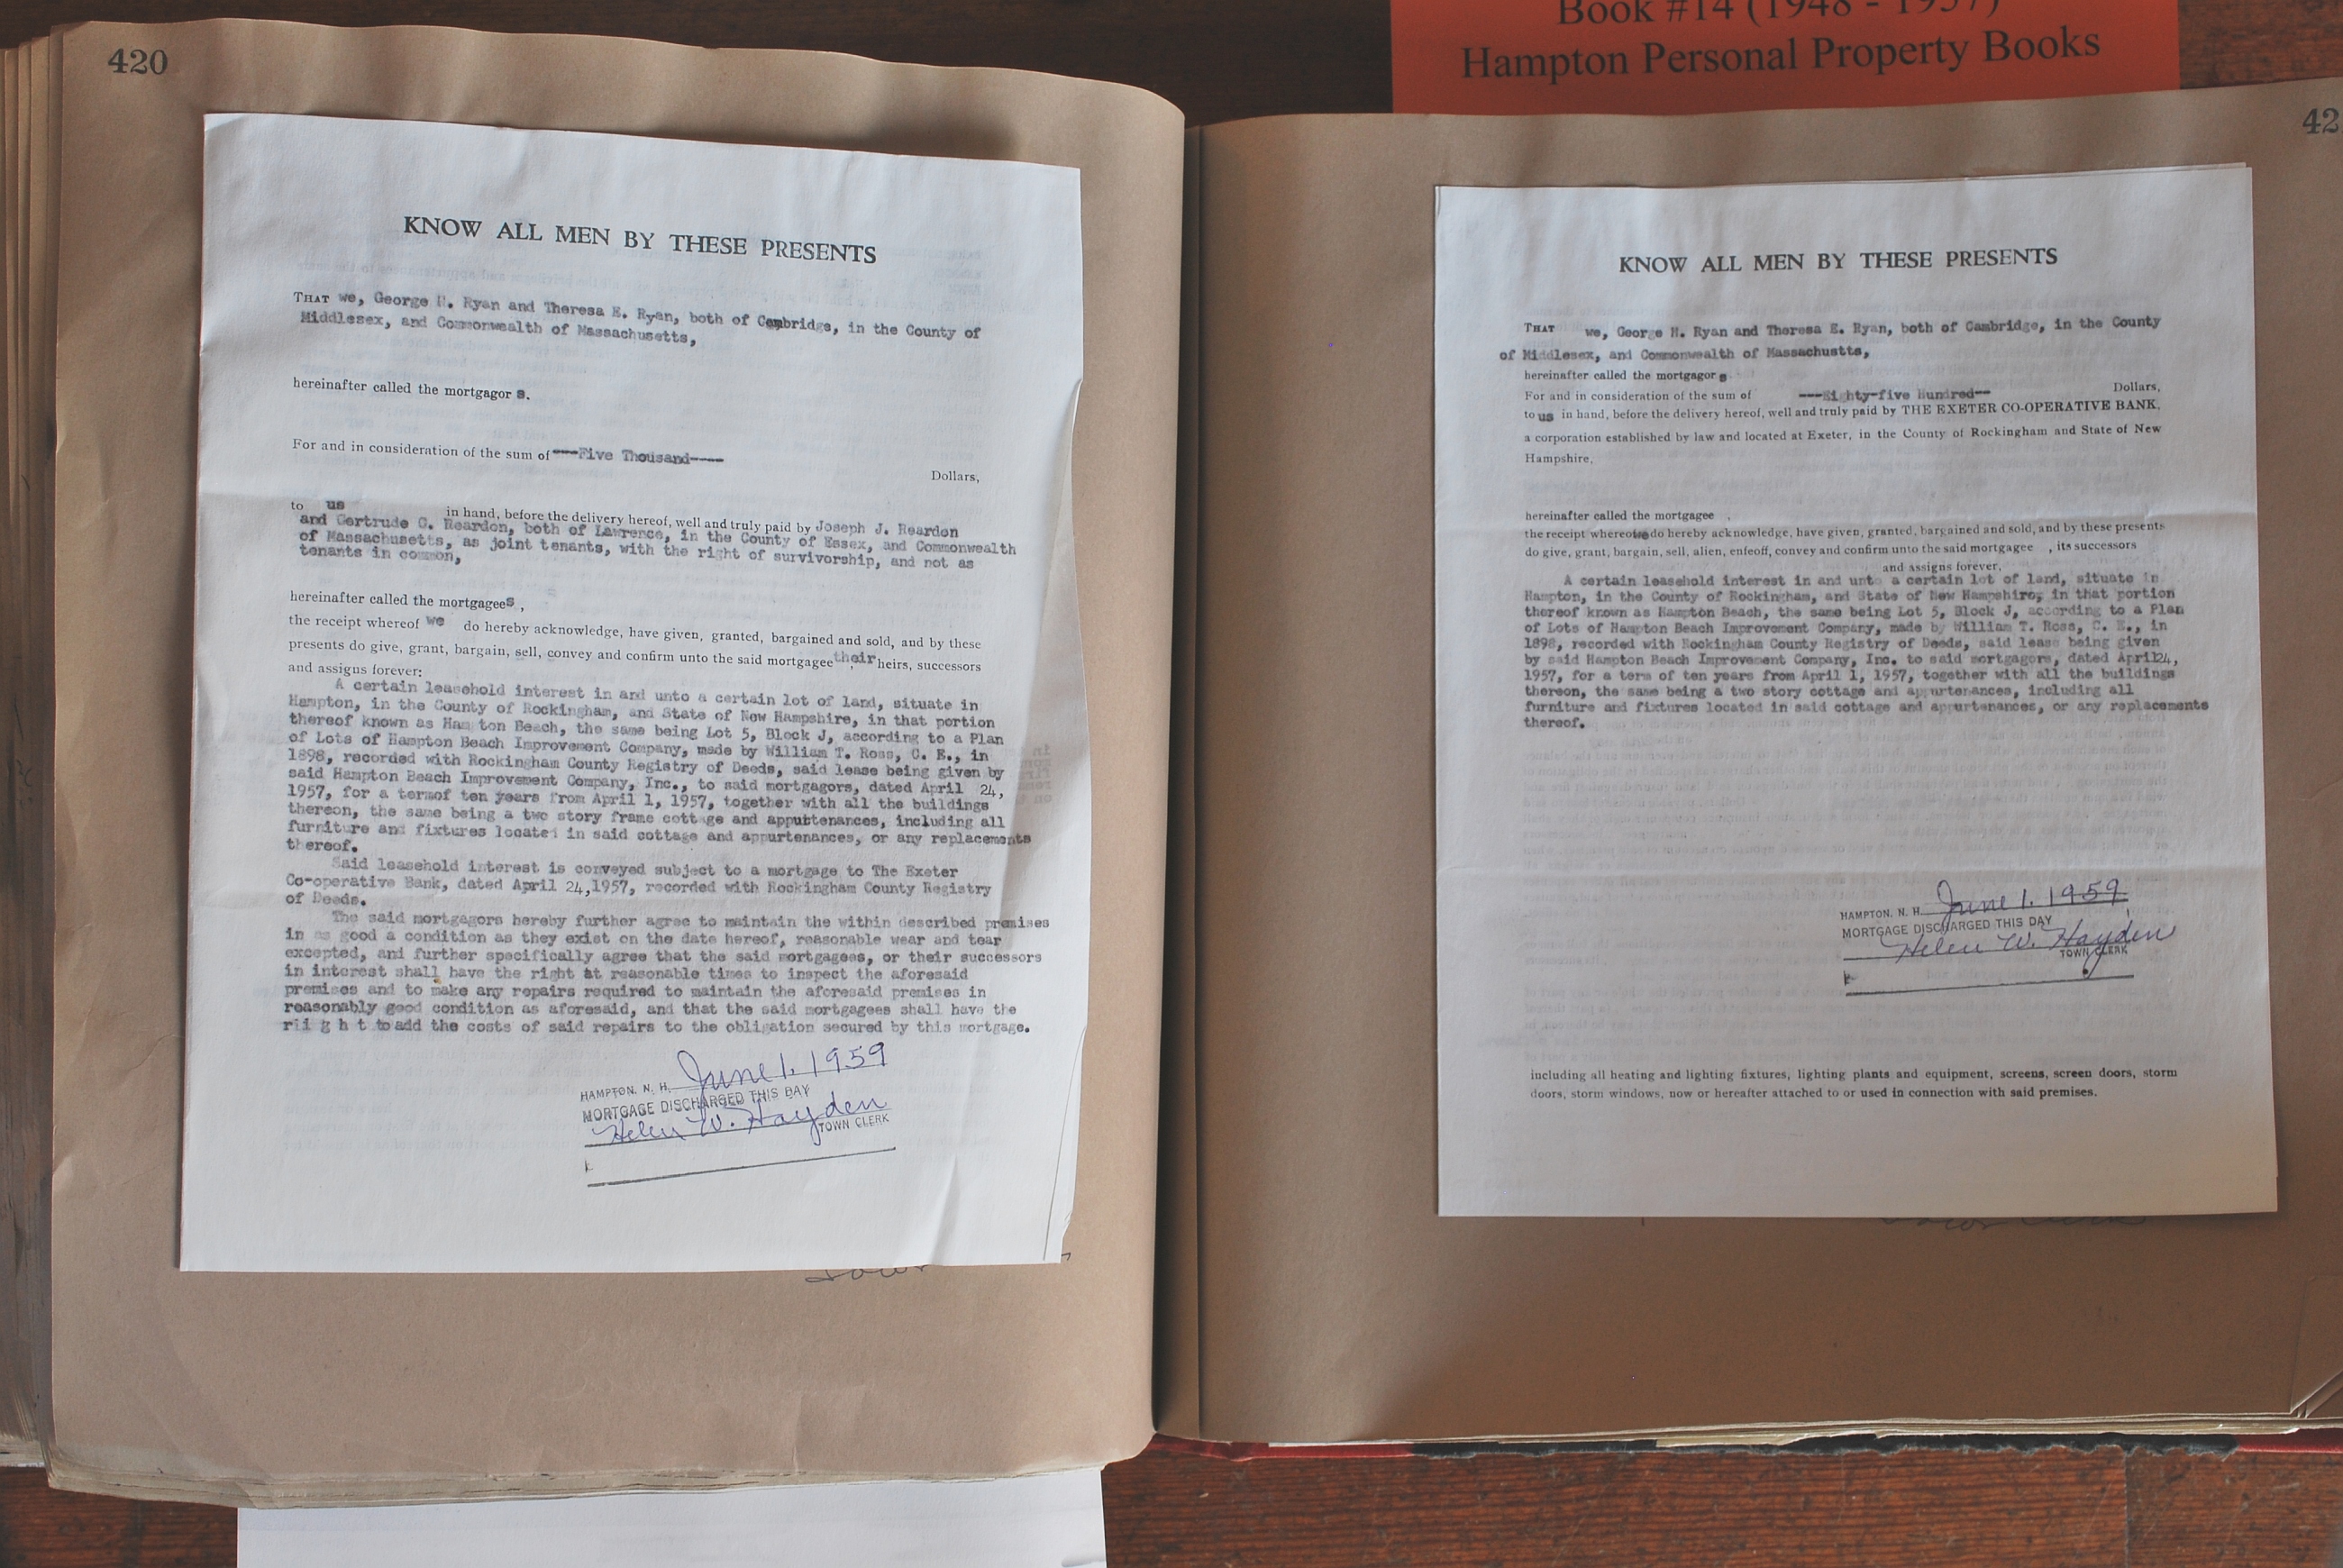 420
KNOW ALL MEN BY THESE PRESENTS
THAT we, George H. Ryan and Theresa E. Ryan, both of Cambridge, in the County of
Middlesex, and Commonwealth of Massachusetts,
hereinafter called the mortgagor s.
For and in consideration of the sum of ---Five Thousand----
Dollars,
to us in hand, before the delivery hereof, well and truly paid by Joseph J. Reardon
and Gertrude C. Reardon, both of Lawrence, in the County of Essex, and Commonwealth
of Massachusetts, as joint tenants, with the right of survivorship, and not as
tenants in common,
hereinafter called the mortgagees ,
the receipt whereof we do hereby acknowledge, have given, granted, bargained and sold, and by these
presents do give, grant, bargain, sell, convey and confirm unto the said mortgagee their heirs, successors
and assigns forever:
A certain leasehold interest in and unto a certain lot of land, situate in
Hampton, in the County of Rockingham, and State of New Hampshire, in that portion
thereof known as Ham ton Beach, the same being Lot 5, Block J, according to a Plan
of Lots of Hampton Beach Improvement Company, made by William T. Ross, C. E., in
1898, recorded with Rockingham County Registry of Deeds, said lease being given by
said Hampton Beach Improvement Company, Inc., to said mortgagors, dated April 24,
1957, for a termof ten years from April 1, 1957, together with all the buildings
thereon, the same being a two story frame cottage and appurtenances, including all
furniture and fixtures located in said cottage and appurtenances, or any replacements
thereof.
Said leasehold interest is conveyed subject to a mortgage to The Exeter
Co-operative Bank, dated April 24,1957, recorded with Rockingham County Registry
of Deeds.
The said mortgagors hereby further agree to maintain the within described premises
in as good a condition as they exist on the date hereof, reasonable wear and tear
excepted, and further specifically agree that the said mortgagees, or their successors
in interest shall have the right at reasonable times to inspect the aforesaid
premises and to make any repairs required to maintain the aforesaid premises in
reasonably good condition as aforesaid, and that the said mortgagees shall have the
rii g h t to add the costs of said repairs to the obligation secured by this mortgage.
HAMPTON, N. H. June 1, 1959
MORTGAGE DISCHARGED THIS DAY
Helen W. Hayden
TOWN CLERK
Book #14 (1948 - 1957)
Hampton Personal Property Books
42
KNOW ALL MEN BY THESE PRESENTS
THAT we, George H. Ryan and Theresa E. Ryan, both of Cambridge, in the County
of Middlesex, and Commonwealth of Massachustts,
hereinafter called the mortgagor s
For and in consideration of the sum of ---Eighty-five Hundred-- Dollars,
to us in hand, before the delivery hereof, well and truly paid by THE EXETER CO-OPERATIVE BANK,
a corporation established by law and located at Exeter, in the County of Rockingham and State of New
Hampshire,
hereinafter called the mortgagee ,
the receipt whereof we do hereby acknowledge, have given, granted, bargained and sold, and by these presents
do give, grant, bargain, sell, alien, enfeoff, convey and confirm unto the said mortgagee , its successors
and assigns forever,
A certain leasehold interest in and unto a certain lot of land, situate in
Hampton, in the County of Rockingham, and State of New Hampshire, in that portion
thereof known as Hampton Beach, the same being Lot 5, Block J, according to a Plan
of Lots of Hampton Beach Improvement Company, made by William T. Ross, C. E., in
1898, recorded with Rockingham County Registry of Deeds, said lease being given
by said Hampton Beach Improvement Company, Inc. to said mortgagors, dated April24,
1957, for a term of ten years from April 1, 1957, together with all the buildings
thereon, the same being a two story cottage and appurtenances, including all
furniture and fixtures located in said cottage and appurtenances, or any replacements
thereof.
HAMPTON, N. H. June 1, 1959
MORTGAGE DISCHARGED THIS DAY
Helen W. Hayden
TOWN CLERK
including all heating and lighting fixtures, lighting plants and equipment, screens, screen doors, storm
doors, storm windows, now or hereafter attached to or used in connection with said premises.